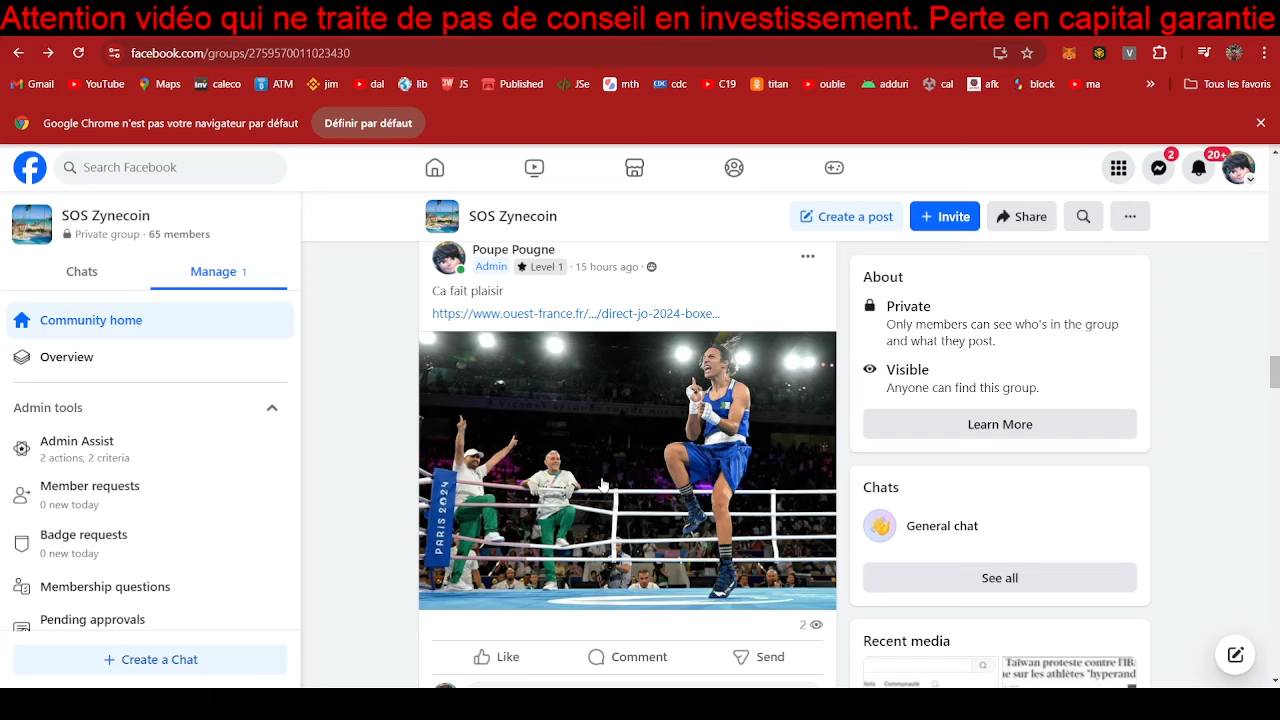 Attention vidéo qui ne traite de pas de conseil en investissement. Perte en capital garantie
facebook.com/groups/2759570011023430
Gmail YouTube Maps caleco ATM jim dal lib JS Published JSe mth cdc C19 titan ouble adduri cal afk block ma » Tous les favoris
Google Chrome n'est pas votre navigateur par défaut Définir par défaut
Search Facebook
2 20+
SOS Zynecoin
Private group · 65 members
Chats Manage 1
Community home
Overview
Admin tools
Admin Assist
2 actions, 2 criteria
Member requests
0 new today
Badge requests
0 new today
Membership questions
Pending approvals
+ Create a Chat
SOS Zynecoin Create a post + Invite Share
Poupe Pougne
Admin Level 1 · 15 hours ago ·
Ca fait plaisir
https://www.ouest-france.fr/.../direct-jo-2024-boxe...
PARIS 2024
2
Like Comment Send
About
Private
Only members can see who's in the group
and what they post.
Visible
Anyone can find this group.
Learn More
Chats
General chat
See all
Recent media
Taïwan proteste contre l'IB
sur les athlètes "hyperand